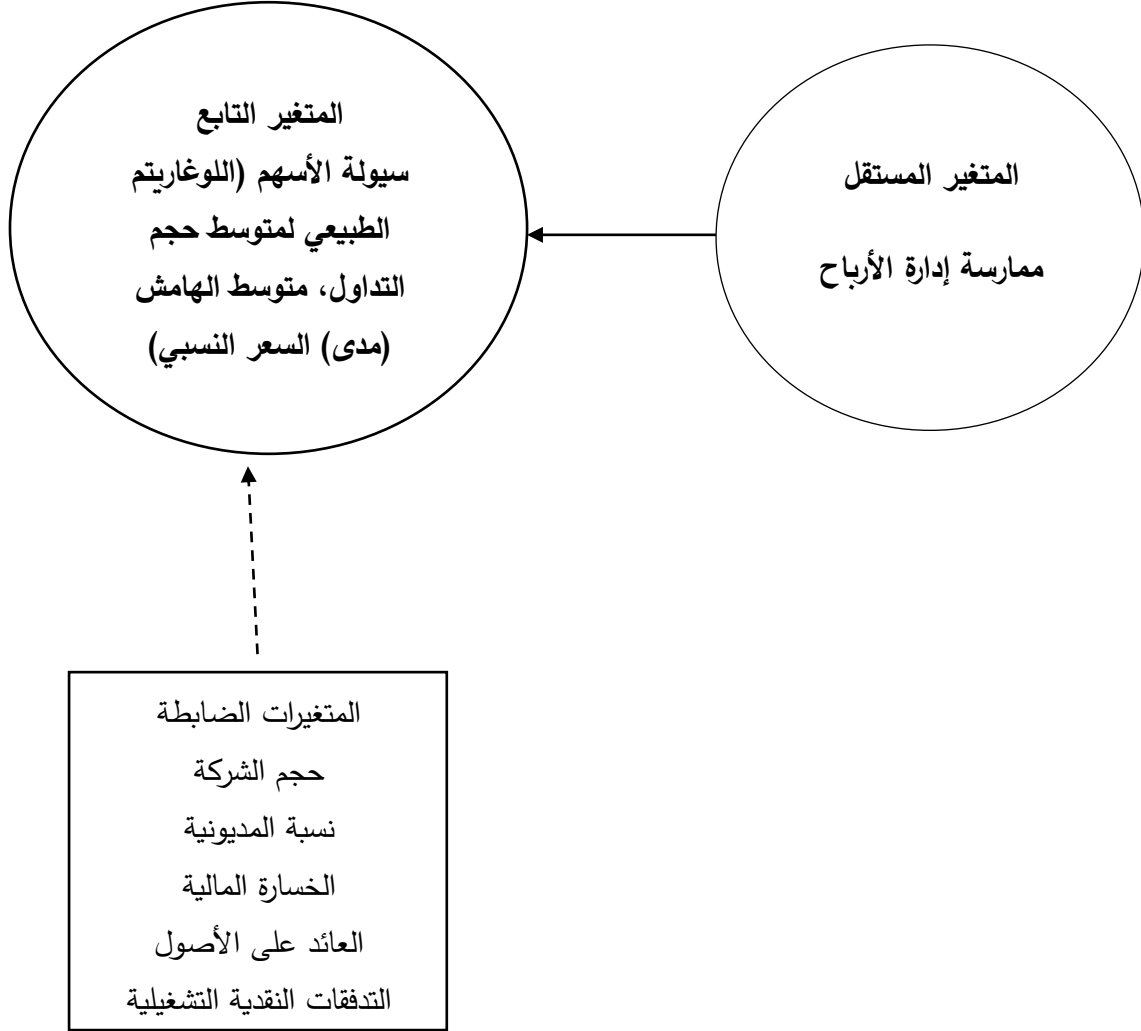 المتغير المستقل
ممارسة إدارة الأرباح
المتغير التابع
سيولة الأسهم (اللوغاريتم
الطبيعي لمتوسط حجم
التداول، متوسط الهامش
(مدى) السعر النسبي)
المتغيرات الضابطة
حجم الشركة
نسبة المديونية
الخسارة المالية
العائد على الأصول
التدفقات النقدية التشغيلية